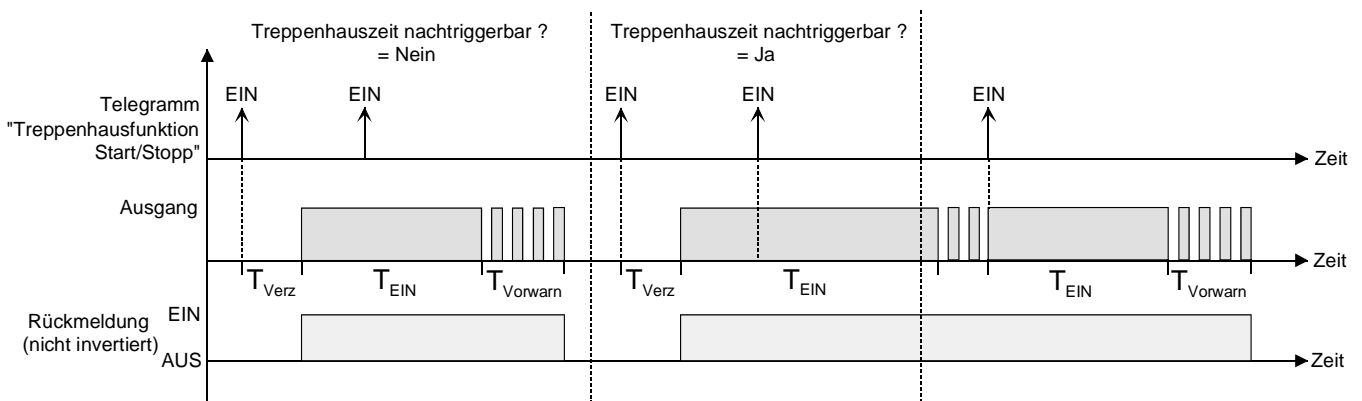 Treppenhauszeit nachtriggerbar ?
= Nein
Treppenhauszeit nachtriggerbar ?
= Ja
Telegramm
"Treppenhausfunktion
Start/Stopp"
EIN
EIN
EIN
EIN
EIN
Zeit
Ausgang
Zeit
TVerz
TEIN
TVorwarn
TVerz
TEIN
TEIN
TVorwarn
Rückmeldung
(nicht invertiert)
EIN
AUS
Zeit